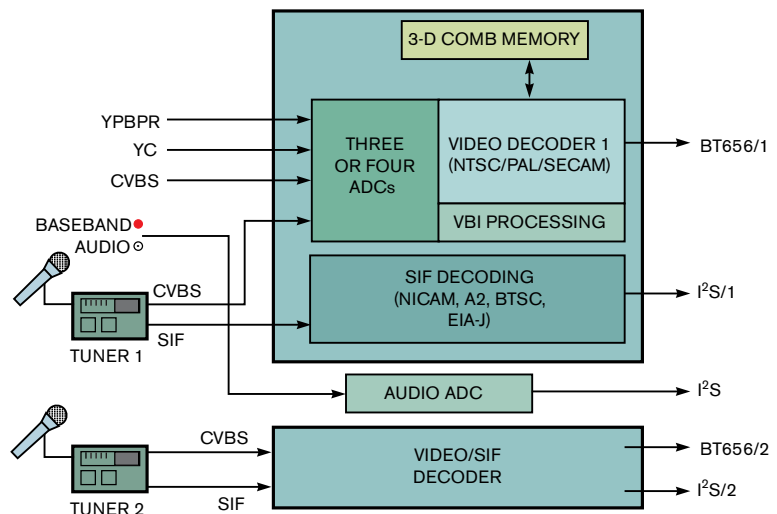 3-D COMB MEMORY
YPBPR
YC
CVBS
THREE
OR FOUR
ADCs
VIDEO DECODER 1
(NTSC/PAL/SECAM)
BT656/1
VBI PROCESSING
BASEBAND
AUDIO
CVBS
SIF
TUNER 1
SIF DECODING
(NICAM, A2, BTSC,
EIA-J)
I²S/1
AUDIO ADC
I²S
CVBS
SIF
TUNER 2
VIDEO/SIF
DECODER
BT656/2
I²S/2